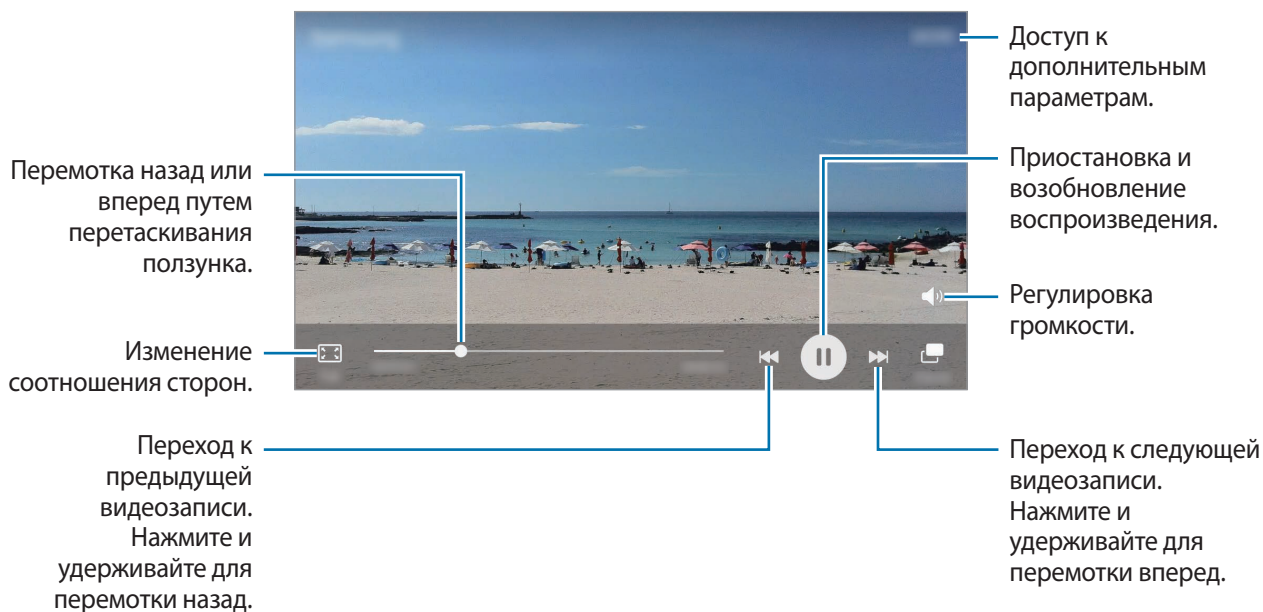 Доступ к
дополнительным
параметрам.
Перемотка назад или
вперед путем
перетаскивания
ползунка.
Приостановка и
возобновление
воспроизведения.
Регулировка
громкости.
Изменение
соотношения сторон.
Переход к
предыдущей
видеозаписи.
Нажмите и
удерживайте для
перемотки назад.
Переход к следующей
видеозаписи.
Нажмите и
удерживайте для
перемотки вперед.